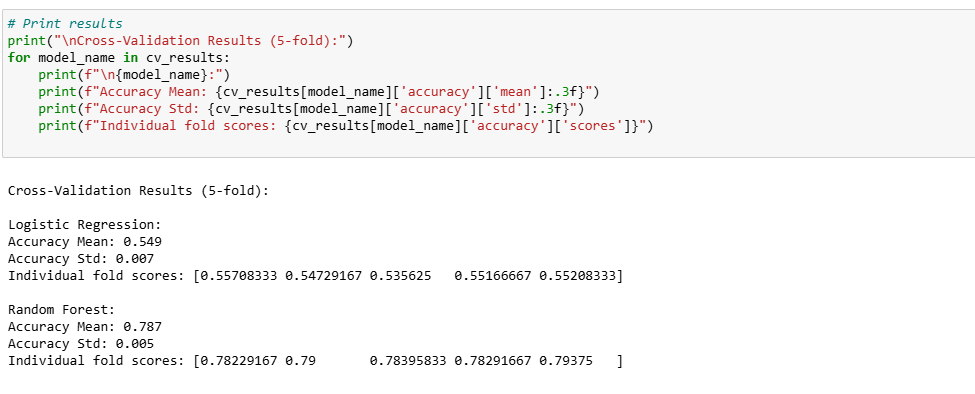 # Print results
print("\nCross-Validation Results (5-fold):")
for model_name in cv_results:
    print(f"\n{model_name}:")
    print(f"Accuracy Mean: {cv_results[model_name]['accuracy']['mean']:.3f}")
    print(f"Accuracy Std: {cv_results[model_name]['accuracy']['std']:.3f}")
    print(f"Individual fold scores: {cv_results[model_name]['accuracy']['scores']}")
Cross-Validation Results (5-fold):
Logistic Regression:
Accuracy Mean: 0.549
Accuracy Std: 0.007
Individual fold scores: [0.55708333 0.54729167 0.535625   0.55166667 0.55208333]
Random Forest:
Accuracy Mean: 0.787
Accuracy Std: 0.005
Individual fold scores: [0.78229167 0.79       0.78395833 0.78291667 0.79375   ]